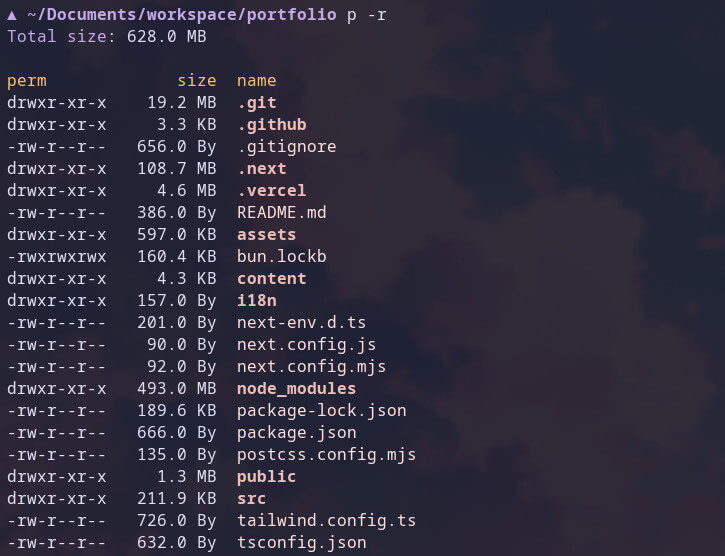 ▲ ~/Documents/workspace/portfolio p -r
Total size: 628.0 MB
perm size name
drwxr-xr-x 19.2 MB .git
drwxr-xr-x 3.3 KB .github
-rw-r--r-- 656.0 By .gitignore
drwxr-xr-x 108.7 MB .next
drwxr-xr-x 4.6 MB .vercel
-rw-r--r-- 386.0 By README.md
drwxr-xr-x 597.0 KB assets
-rwxrwxrwx 160.4 KB bun.lockb
drwxr-xr-x 4.3 KB content
drwxr-xr-x 157.0 By i18n
-rw-r--r-- 201.0 By next-env.d.ts
-rw-r--r-- 90.0 By next.config.js
-rw-r--r-- 92.0 By next.config.mjs
drwxr-xr-x 493.0 MB node_modules
-rw-r--r-- 189.6 KB package-lock.json
-rw-r--r-- 666.0 By package.json
-rw-r--r-- 135.0 By postcss.config.mjs
drwxr-xr-x 1.3 MB public
drwxr-xr-x 211.9 KB src
-rw-r--r-- 726.0 By tailwind.config.ts
-rw-r--r-- 632.0 By tsconfig.json